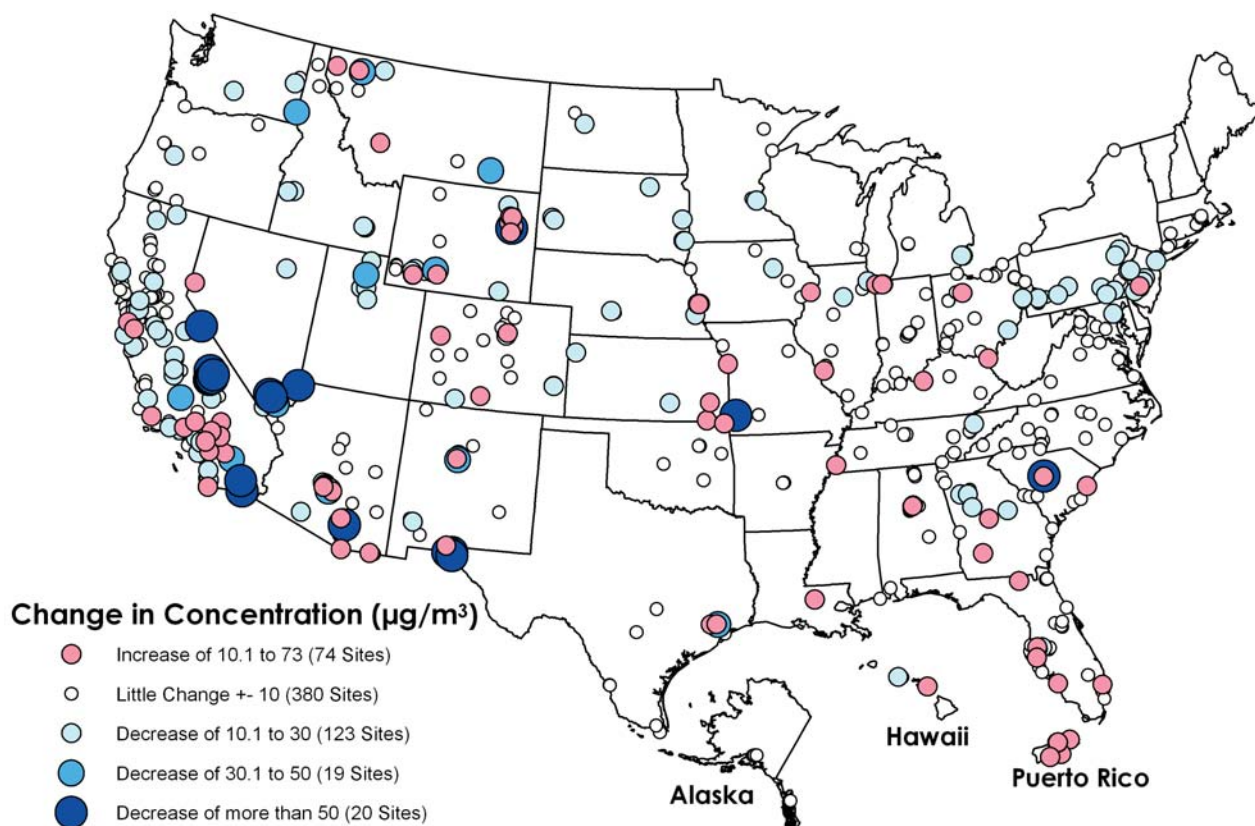 Change in Concentration (µg/m³)
Increase of 10.1 to 73 (74 Sites)
Little Change +- 10 (380 Sites)
Decrease of 10.1 to 30 (123 Sites)
Decrease of 30.1 to 50 (19 Sites)
Decrease of more than 50 (20 Sites)
Alaska
Hawaii
Puerto Rico